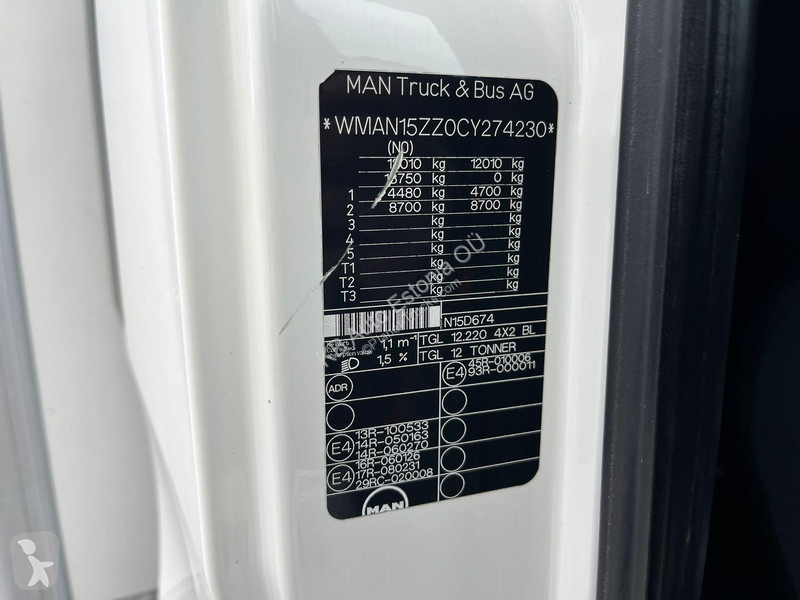 MAN Truck & Bus AG
*WMAN15ZZ0CY274230*
(N0)
12010 kg 12010 kg
kg 0 kg
1 4480 kg 4700 kg
2 8700 kg 8700 kg
3 kg kg
4 kg kg
5 kg kg
T1 kg kg
T2 kg kg
T3 kg kg
N15D674
1,1 m⁻¹ TGL 12.220 4X2 BL
1,5 % TGL 12 TONNER
ADR E4 45R-010006
93R-000011
13R-100533
E4 14R-050163
14R-060270
16R-060126
E4 17R-080231
29RC-020008
MAN
Estonia OÜ